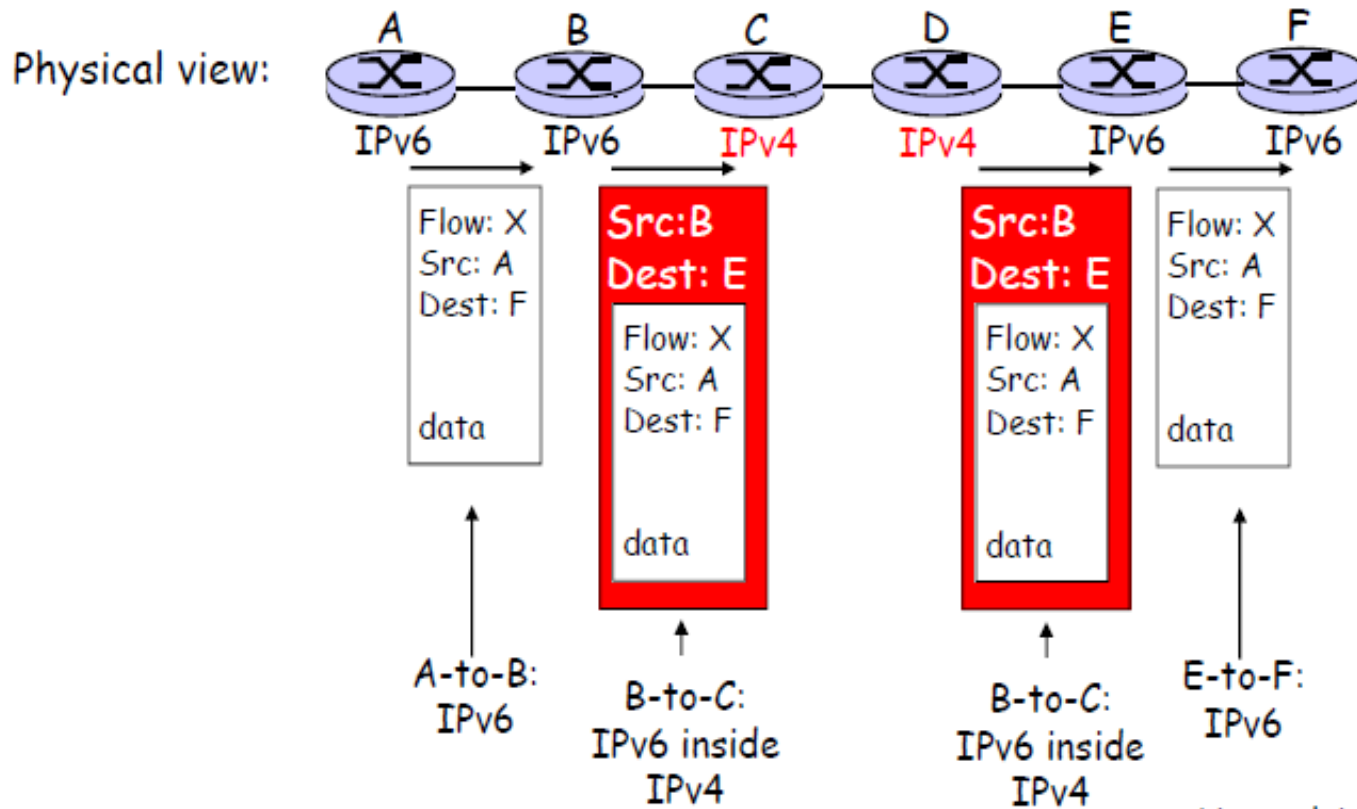 A B C D E F
Physical view:
IPv6 IPv6 IPv4 IPv4 IPv6 IPv6
Flow: X
Src: A
Dest: F
data
Src:B
Dest: E
Flow: X
Src: A
Dest: F
data
Src:B
Dest: E
Flow: X
Src: A
Dest: F
data
Flow: X
Src: A
Dest: F
data
A-to-B:
IPv6
B-to-C:
IPv6 inside
IPv4
B-to-C:
IPv6 inside
IPv4
E-to-F:
IPv6